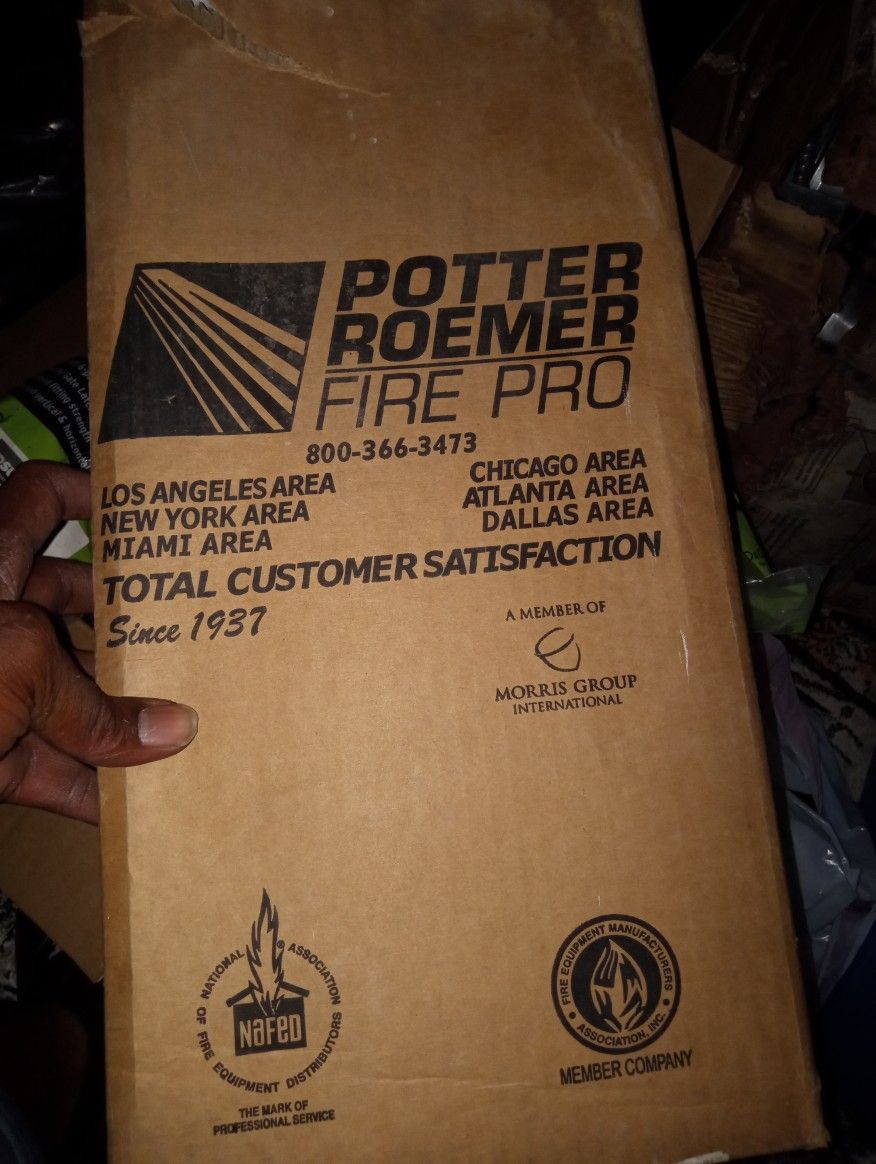 POTTER
ROEMER
FIRE PRO
800-366-3473
LOS ANGELES AREA
NEW YORK AREA
MIAMI AREA
CHICAGO AREA
ATLANTA AREA
DALLAS AREA
TOTAL CUSTOMER SATISFACTION
Since 1937
A MEMBER OF
MORRIS GROUP
INTERNATIONAL
NATIONAL ® ASSOCIATION
OF FIRE EQUIPMENT DISTRIBUTORS
NAFED
THE MARK OF
PROFESSIONAL SERVICE
FIRE EQUIPMENT MANUFACTURERS
• ASSOCIATION, INC. •
MEMBER COMPANY
vertical & horizon